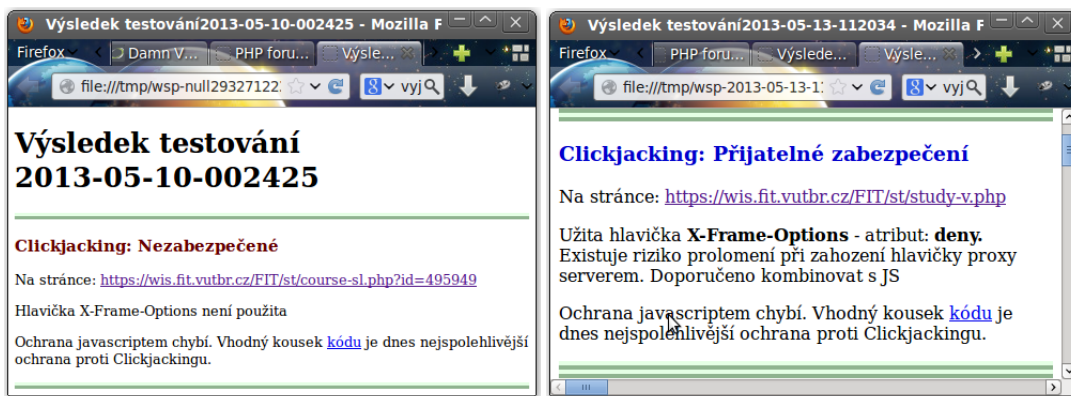 Výsledek testování2013-05-10-002425 - Mozilla F
Firefox Damn V... PHP foru... Výsle...
file:///tmp/wsp-null29327122 8 vyj
Výsledek testování
2013-05-10-002425
Clickjacking: Nezabezpečené
Na stránce: https://wis.fit.vutbr.cz/FIT/st/course-sl.php?id=495949
Hlavička X-Frame-Options není použita
Ochrana javascriptem chybí. Vhodný kousek kódu je dnes nejspolehlivější
ochrana proti Clickjackingu.
Výsledek testování2013-05-13-112034 - Mozilla F
Firefox PHP foru... Výslede... Výsle...
file:///tmp/wsp-2013-05-13-1 8 vyj
Clickjacking: Přijatelné zabezpečení
Na stránce: https://wis.fit.vutbr.cz/FIT/st/study-v.php
Užita hlavička X-Frame-Options - atribut: deny.
Existuje riziko prolomení při zahození hlavičky proxy
serverem. Doporučeno kombinovat s JS
Ochrana javascriptem chybí. Vhodný kousek kódu je
dnes nejspolehlivější ochrana proti Clickjackingu.